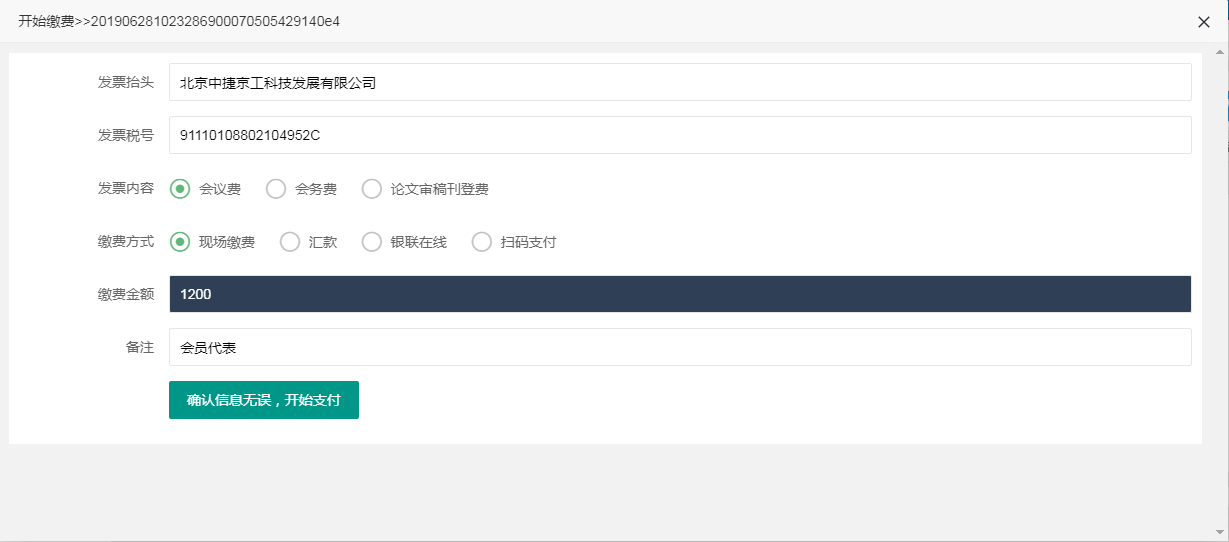 开始缴费>>201906281023286900070505429140e4
发票抬头 北京中捷京工科技发展有限公司
发票税号 91110108802104952C
发票内容 会议费 会务费 论文审稿刊登费
缴费方式 现场缴费 汇款 银联在线 扫码支付
缴费金额 1200
备注 会员代表
确认信息无误，开始支付